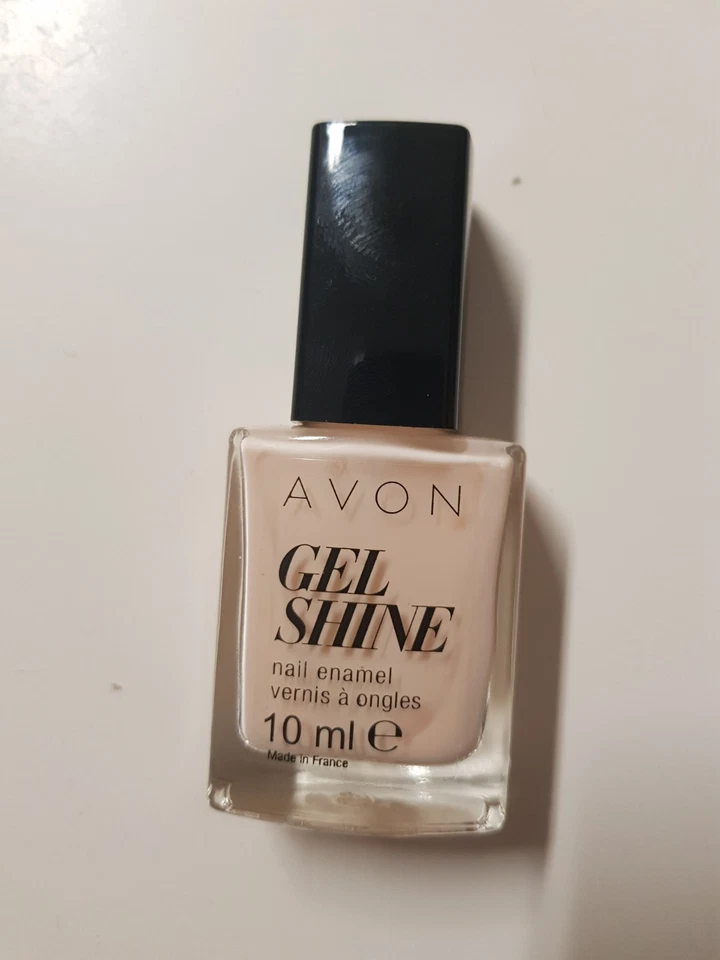 AVON
GEL
SHINE
nail enamel
vernis à ongles
10 ml ℮
Made in France